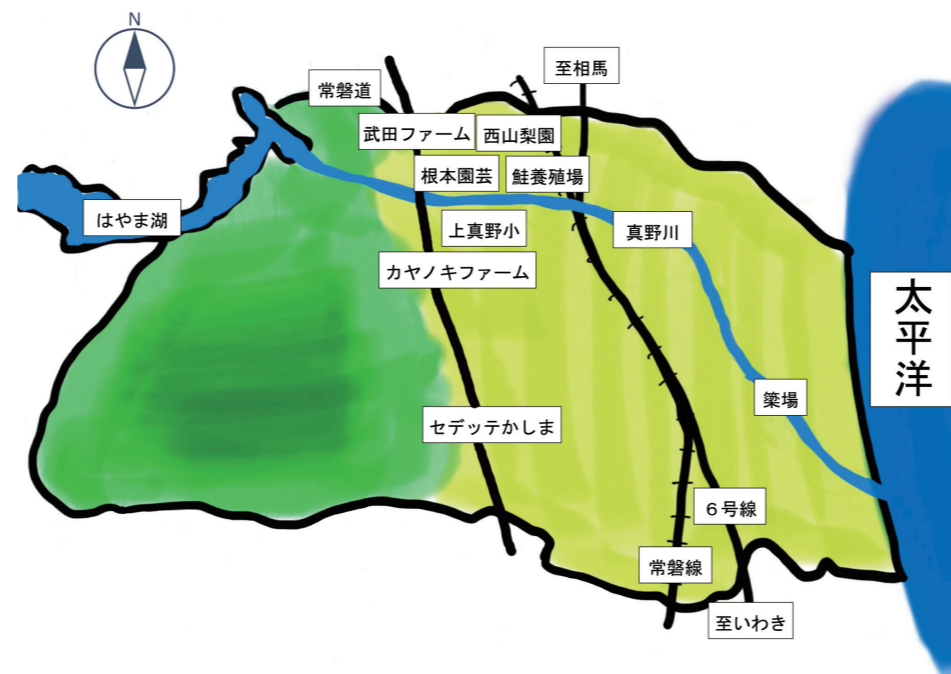 N
至相馬
常磐道
武田ファーム
西山梨園
根本園芸
鮭養殖場
はやま湖
上真野小
真野川
カヤノキファーム
太平洋
簗場
セデッテかしま
６号線
常磐線
至いわき